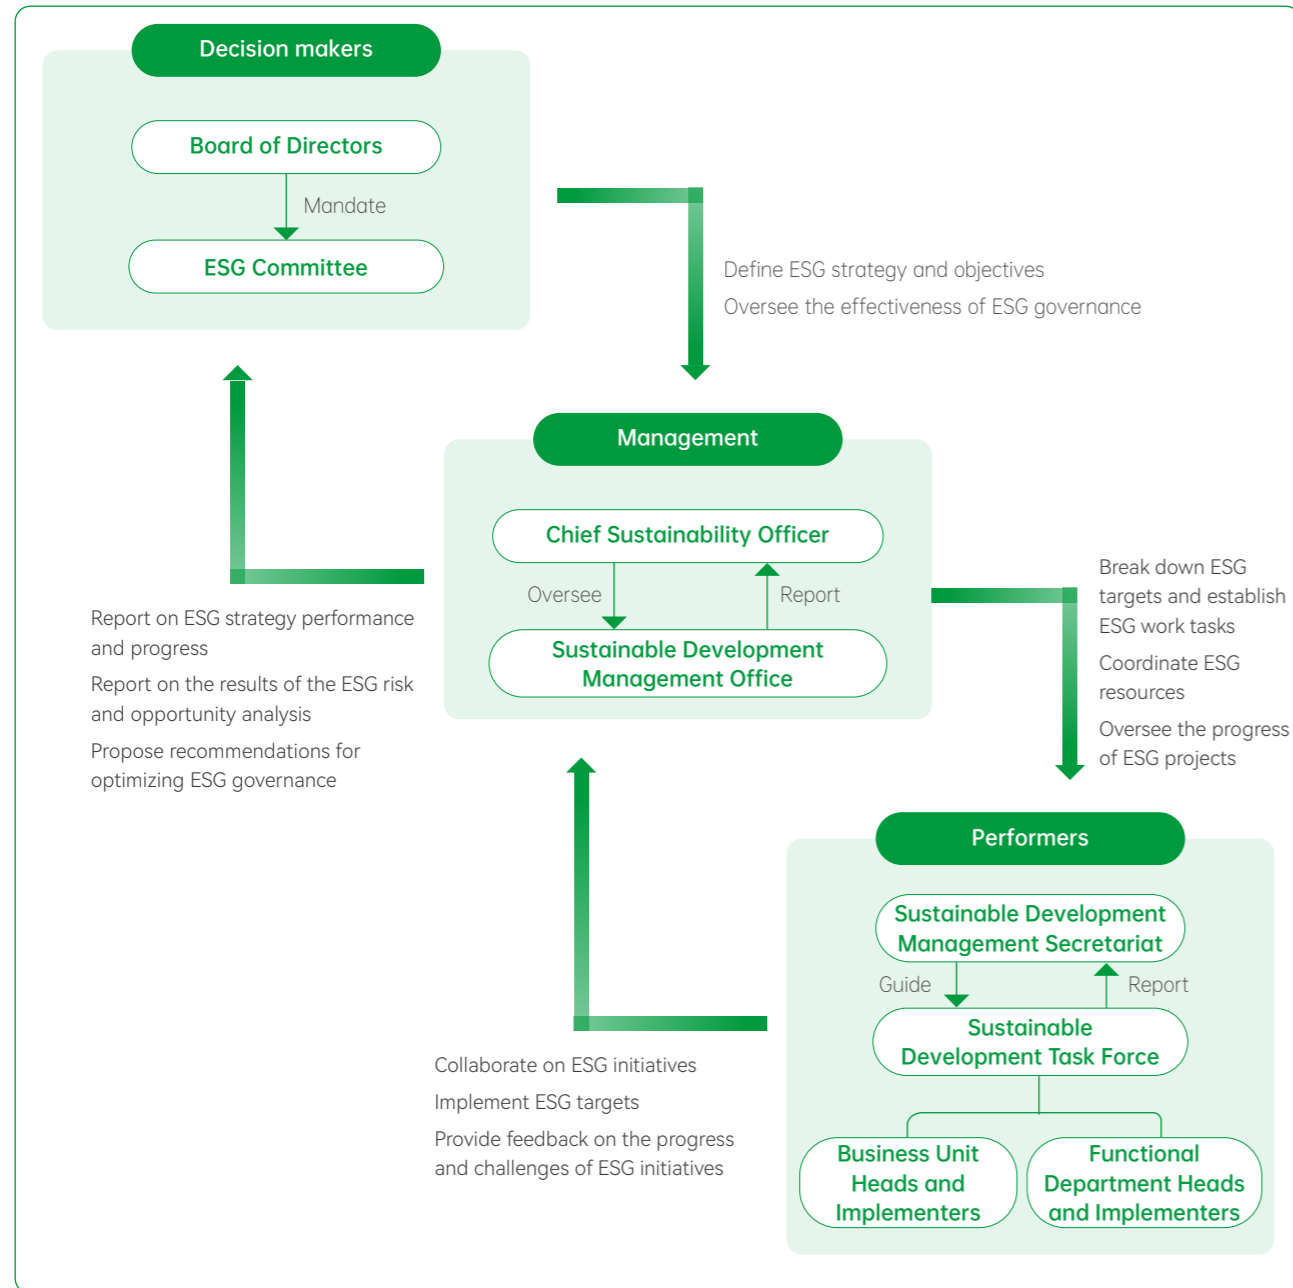 Decision makers
Board of Directors
Mandate
ESG Committee
Define ESG strategy and objectives
Oversee the effectiveness of ESG governance
Management
Chief Sustainability Officer
Oversee
Report
Sustainable Development
Management Office
Report on ESG strategy performance
and progress
Report on the results of the ESG risk
and opportunity analysis
Propose recommendations for
optimizing ESG governance
Break down ESG
targets and establish
ESG work tasks
Coordinate ESG
resources
Oversee the progress
of ESG projects
Performers
Sustainable Development
Management Secretariat
Guide
Report
Sustainable
Development Task Force
Business Unit
Heads and
Implementers
Functional
Department Heads
and Implementers
Collaborate on ESG initiatives
Implement ESG targets
Provide feedback on the progress
and challenges of ESG initiatives